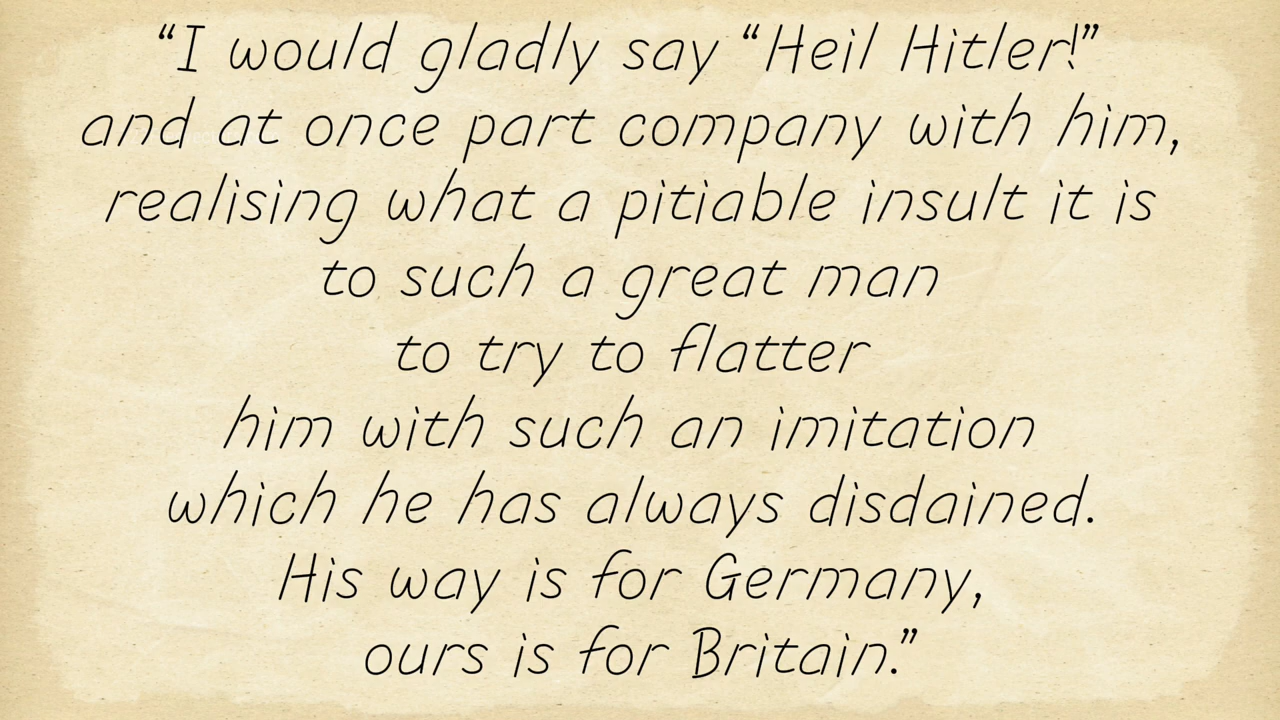 “I would gladly say “Heil Hitler!”
and at once part company with him,
realising what a pitiable insult it is
to such a great man
to try to flatter
him with such an imitation
which he has always disdained.
His way is for Germany,
ours is for Britain.”